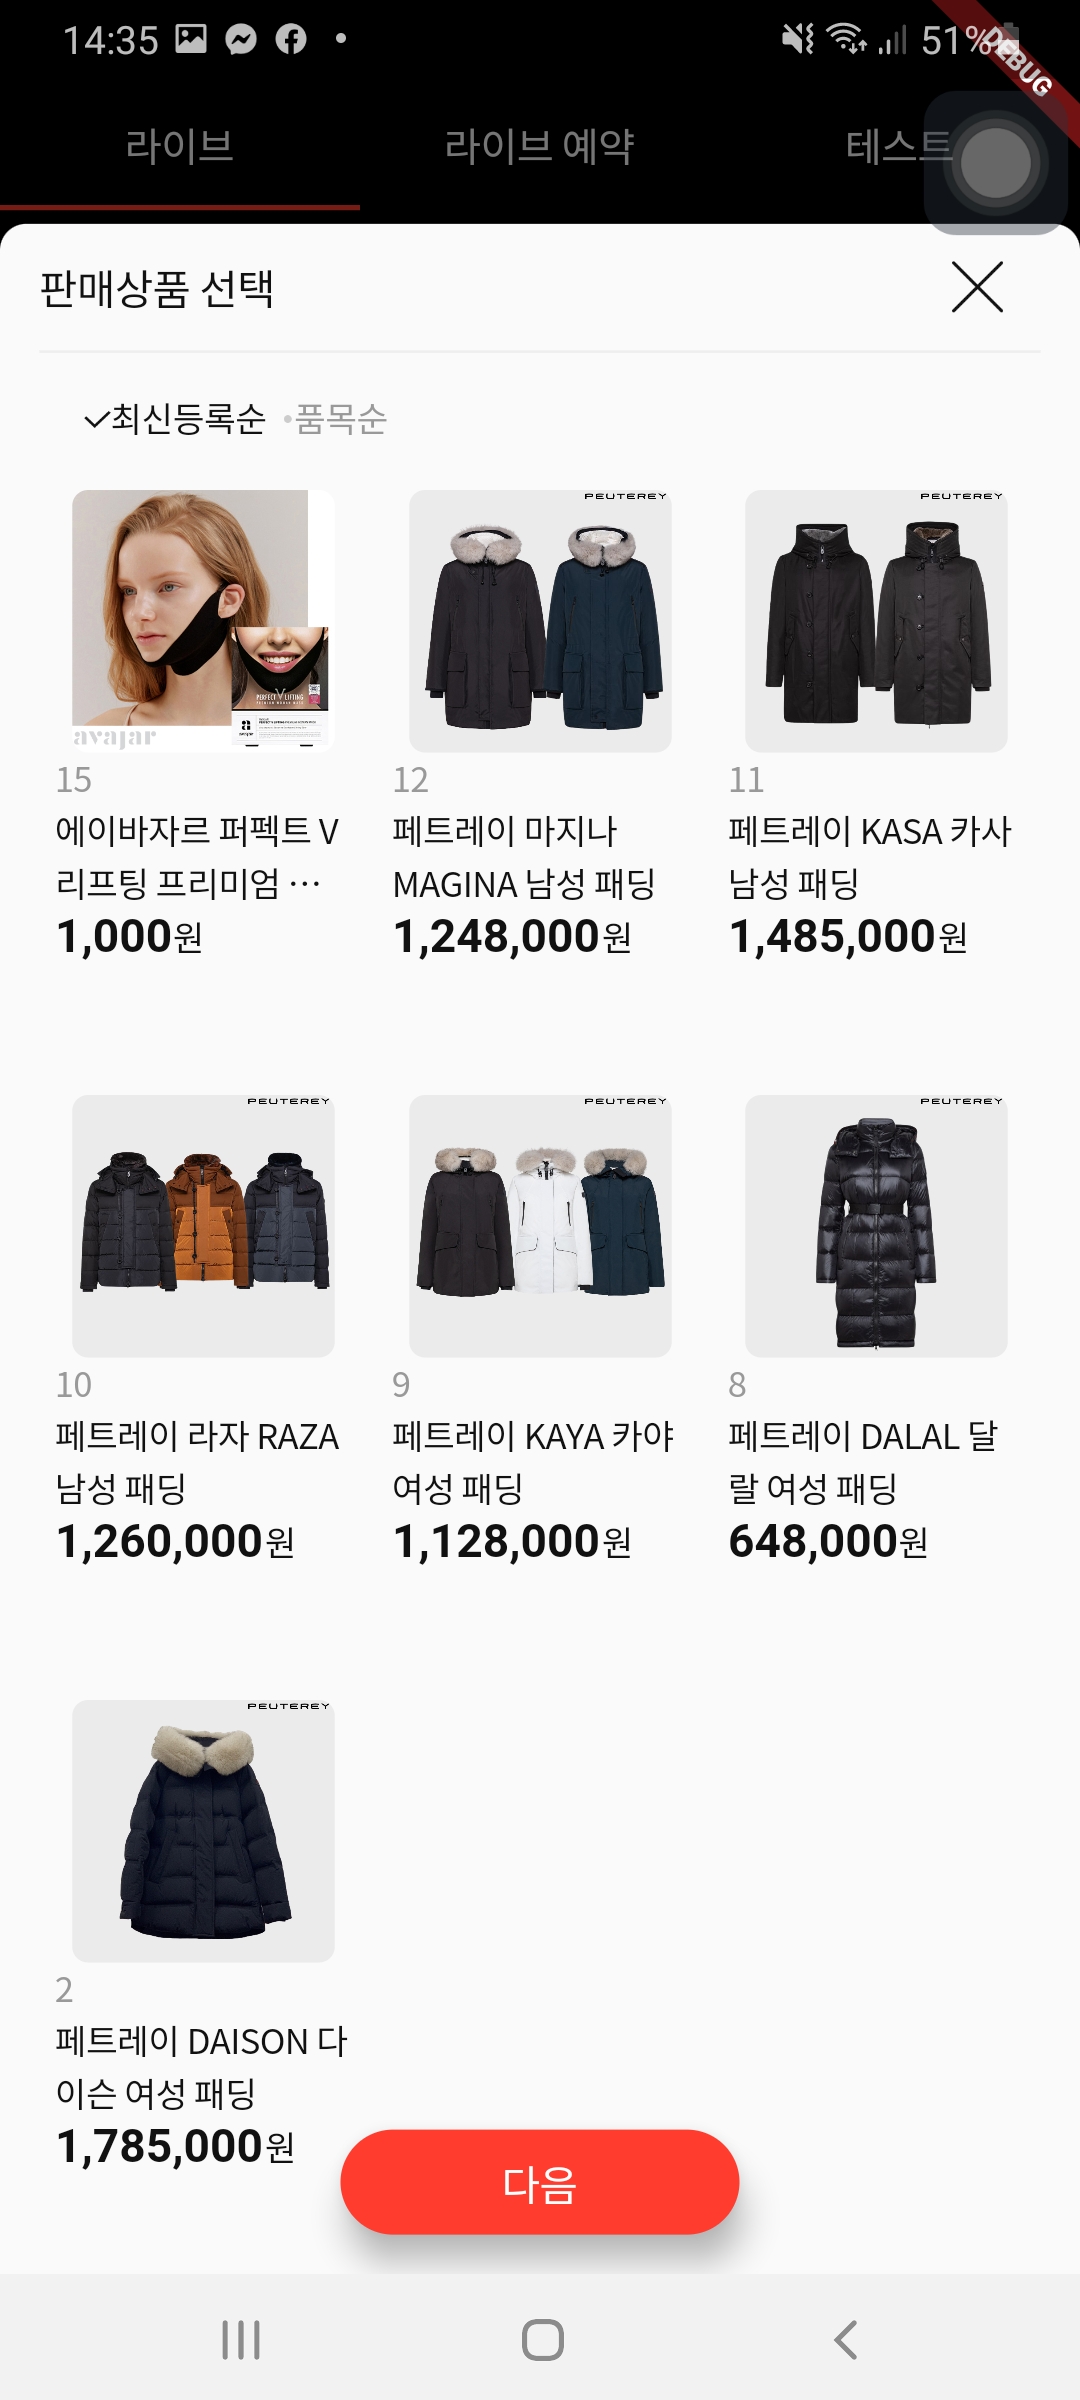 14:35
51%
DEBUG
라이브
라이브 예약
테스트
판매상품 선택
최신등록순
품목순
avajar
PERFECT V LIFTING
PREMIUM WOMAN MASK
PEUTEREY
PEUTEREY
15
12
11
에이바자르 퍼펙트 V
리프팅 프리미엄 ⋯
1,000원
페트레이 마지나
MAGINA 남성 패딩
1,248,000원
페트레이 KASA 카사
남성 패딩
1,485,000원
PEUTEREY
PEUTEREY
PEUTEREY
10
9
8
페트레이 라자 RAZA
남성 패딩
1,260,000원
페트레이 KAYA 카야
여성 패딩
1,128,000원
페트레이 DALAL 달
랄 여성 패딩
648,000원
PEUTEREY
2
페트레이 DAISON 다
이슨 여성 패딩
1,785,000원
다음